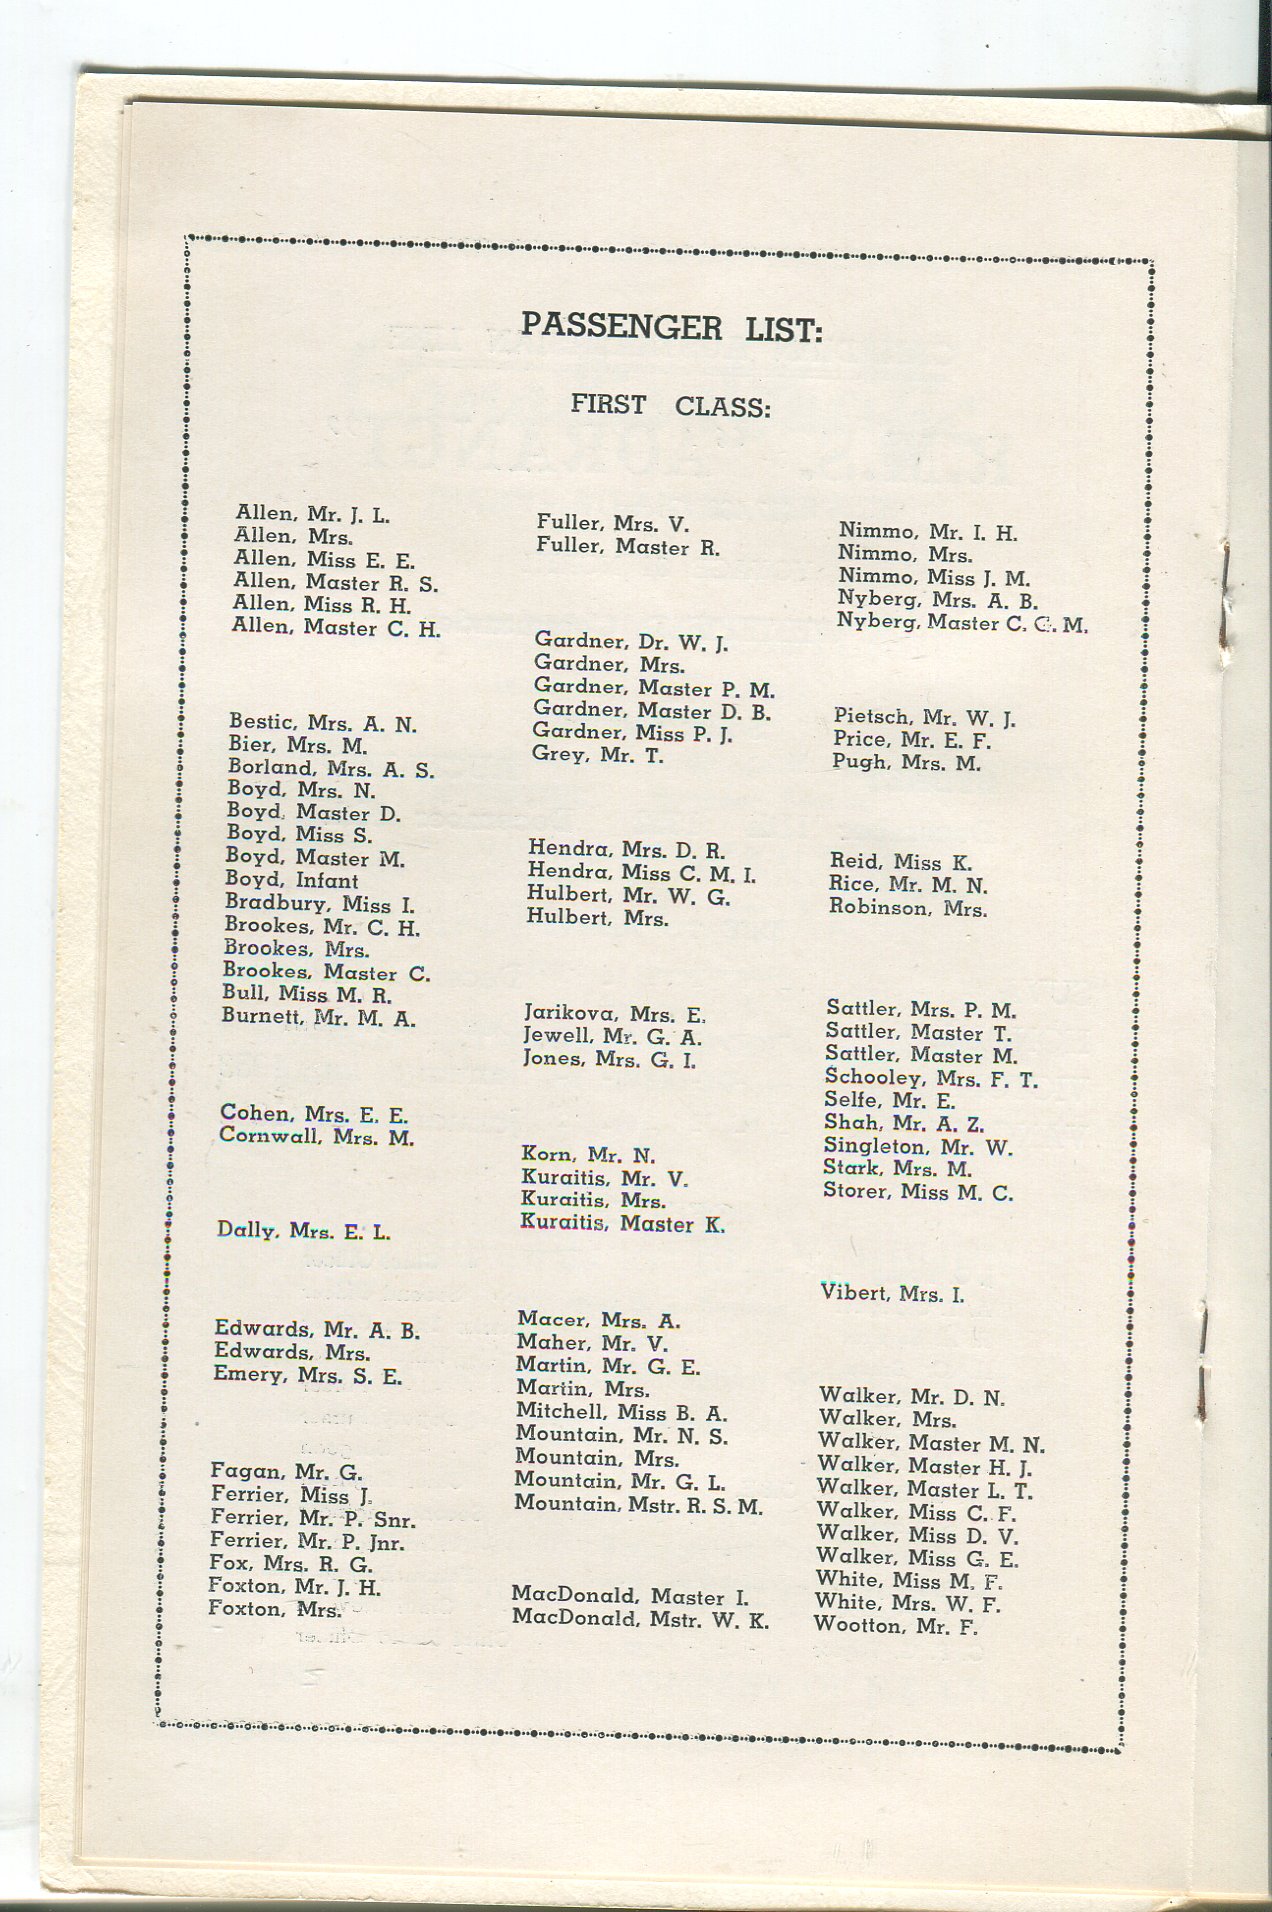 PASSENGER LIST:
FIRST CLASS:
Allen, Mr. J. L.
Allen, Mrs.
Allen, Miss E. E.
Allen, Master R. S.
Allen, Miss R. H.
Allen, Master C. H.
Bestic, Mrs. A. N.
Bier, Mrs. M.
Borland, Mrs. A. S.
Boyd, Mrs. N.
Boyd, Master D.
Boyd, Miss S.
Boyd, Master M.
Boyd, Infant
Bradbury, Miss I.
Brookes, Mr. C. H.
Brookes, Mrs.
Brookes, Master C.
Bull, Miss M. R.
Burnett, Mr. M. A.
Cohen, Mrs. E. E.
Cornwall, Mrs. M.
Dally, Mrs. E. L.
Edwards, Mr. A. B.
Edwards, Mrs.
Emery, Mrs. S. E.
Fagan, Mr. G.
Ferrier, Miss J.
Ferrier, Mr. P. Snr.
Ferrier, Mr. P. Jnr.
Fox, Mrs. R. G.
Foxton, Mr. J. H.
Foxton, Mrs.
Fuller, Mrs. V.
Fuller, Master R.
Gardner, Dr. W. J.
Gardner, Mrs.
Gardner, Master P. M.
Gardner, Master D. B.
Gardner, Miss P. J.
Grey, Mr. T.
Hendra, Mrs. D. R.
Hendra, Miss C. M. I.
Hulbert, Mr. W. G.
Hulbert, Mrs.
Jarikova, Mrs. E.
Jewell, Mr. G. A.
Jones, Mrs. G. I.
Korn, Mr. N.
Kuraitis, Mr. V.
Kuraitis, Mrs.
Kuraitis, Master K.
Macer, Mrs. A.
Maher, Mr. V.
Martin, Mr. G. E.
Martin, Mrs.
Mitchell, Miss B. A.
Mountain, Mr. N. S.
Mountain, Mrs.
Mountain, Mr. G. L.
Mountain, Mstr. R. S. M.
MacDonald, Master I.
MacDonald, Mstr. W. K.
Nimmo, Mr. I. H.
Nimmo, Mrs.
Nimmo, Miss J. M.
Nyberg, Mrs. A. B.
Nyberg, Master C. G. M.
Pietsch, Mr. W. J.
Price, Mr. E. F.
Pugh, Mrs. M.
Reid, Miss K.
Rice, Mr. M. N.
Robinson, Mrs.
Sattler, Mrs. P. M.
Sattler, Master T.
Sattler, Master M.
Schooley, Mrs. F. T.
Selfe, Mr. E.
Shah, Mr. A. Z.
Singleton, Mr. W.
Stark, Mrs. M.
Storer, Miss M. C.
Vibert, Mrs. I.
Walker, Mr. D. N.
Walker, Mrs.
Walker, Master M. N.
Walker, Master H. J.
Walker, Master L. T.
Walker, Miss C. F.
Walker, Miss D. V.
Walker, Miss G. E.
White, Miss M. F.
White, Mrs. W. F.
Wootton, Mr. F.